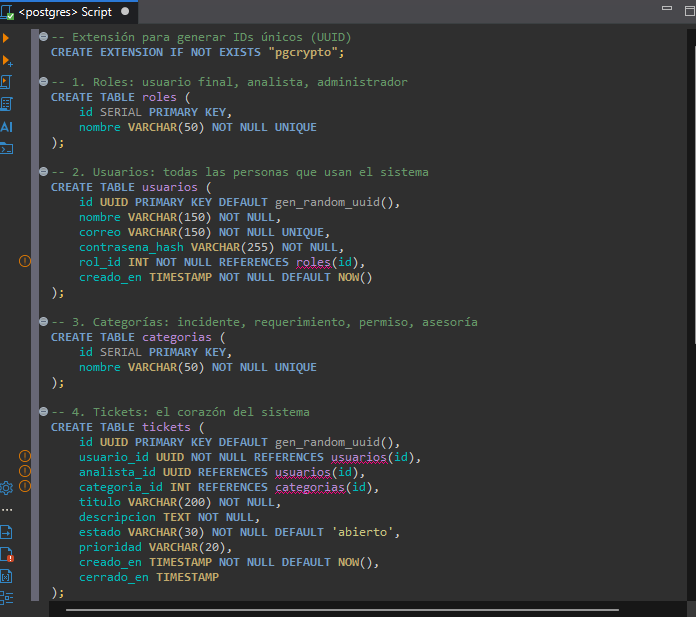 <postgres> Script
-- Extensión para generar IDs únicos (UUID)
CREATE EXTENSION IF NOT EXISTS "pgcrypto";
-- 1. Roles: usuario final, analista, administrador
CREATE TABLE roles (
id SERIAL PRIMARY KEY,
nombre VARCHAR(50) NOT NULL UNIQUE
);
-- 2. Usuarios: todas las personas que usan el sistema
CREATE TABLE usuarios (
id UUID PRIMARY KEY DEFAULT gen_random_uuid(),
nombre VARCHAR(150) NOT NULL,
correo VARCHAR(150) NOT NULL UNIQUE,
contrasena_hash VARCHAR(255) NOT NULL,
rol_id INT NOT NULL REFERENCES roles(id),
creado_en TIMESTAMP NOT NULL DEFAULT NOW()
);
-- 3. Categorías: incidente, requerimiento, permiso, asesoría
CREATE TABLE categorias (
id SERIAL PRIMARY KEY,
nombre VARCHAR(50) NOT NULL UNIQUE
);
-- 4. Tickets: el corazón del sistema
CREATE TABLE tickets (
id UUID PRIMARY KEY DEFAULT gen_random_uuid(),
usuario_id UUID NOT NULL REFERENCES usuarios(id),
analista_id UUID REFERENCES usuarios(id),
categoria_id INT REFERENCES categorias(id),
titulo VARCHAR(200) NOT NULL,
descripcion TEXT NOT NULL,
estado VARCHAR(30) NOT NULL DEFAULT 'abierto',
prioridad VARCHAR(20),
creado_en TIMESTAMP NOT NULL DEFAULT NOW(),
cerrado_en TIMESTAMP
);
AI